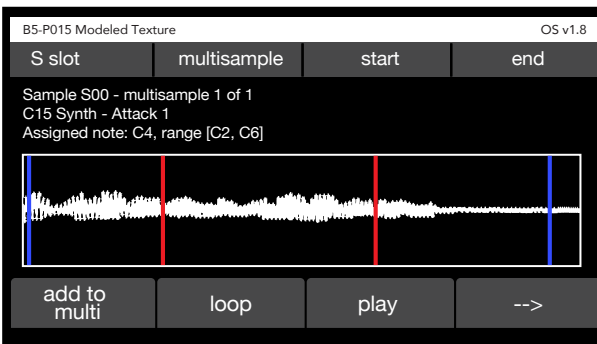 B5-P015 Modeled Texture OS v1.8
S slot multisample start end
Sample S00 - multisample 1 of 1
C15 Synth - Attack 1
Assigned note: C4, range [C2, C6]
add to
multi loop play -->